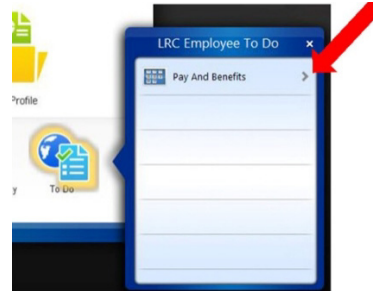 LRC Employee To Do ×
Pay And Benefits >
Profile
y
To Do